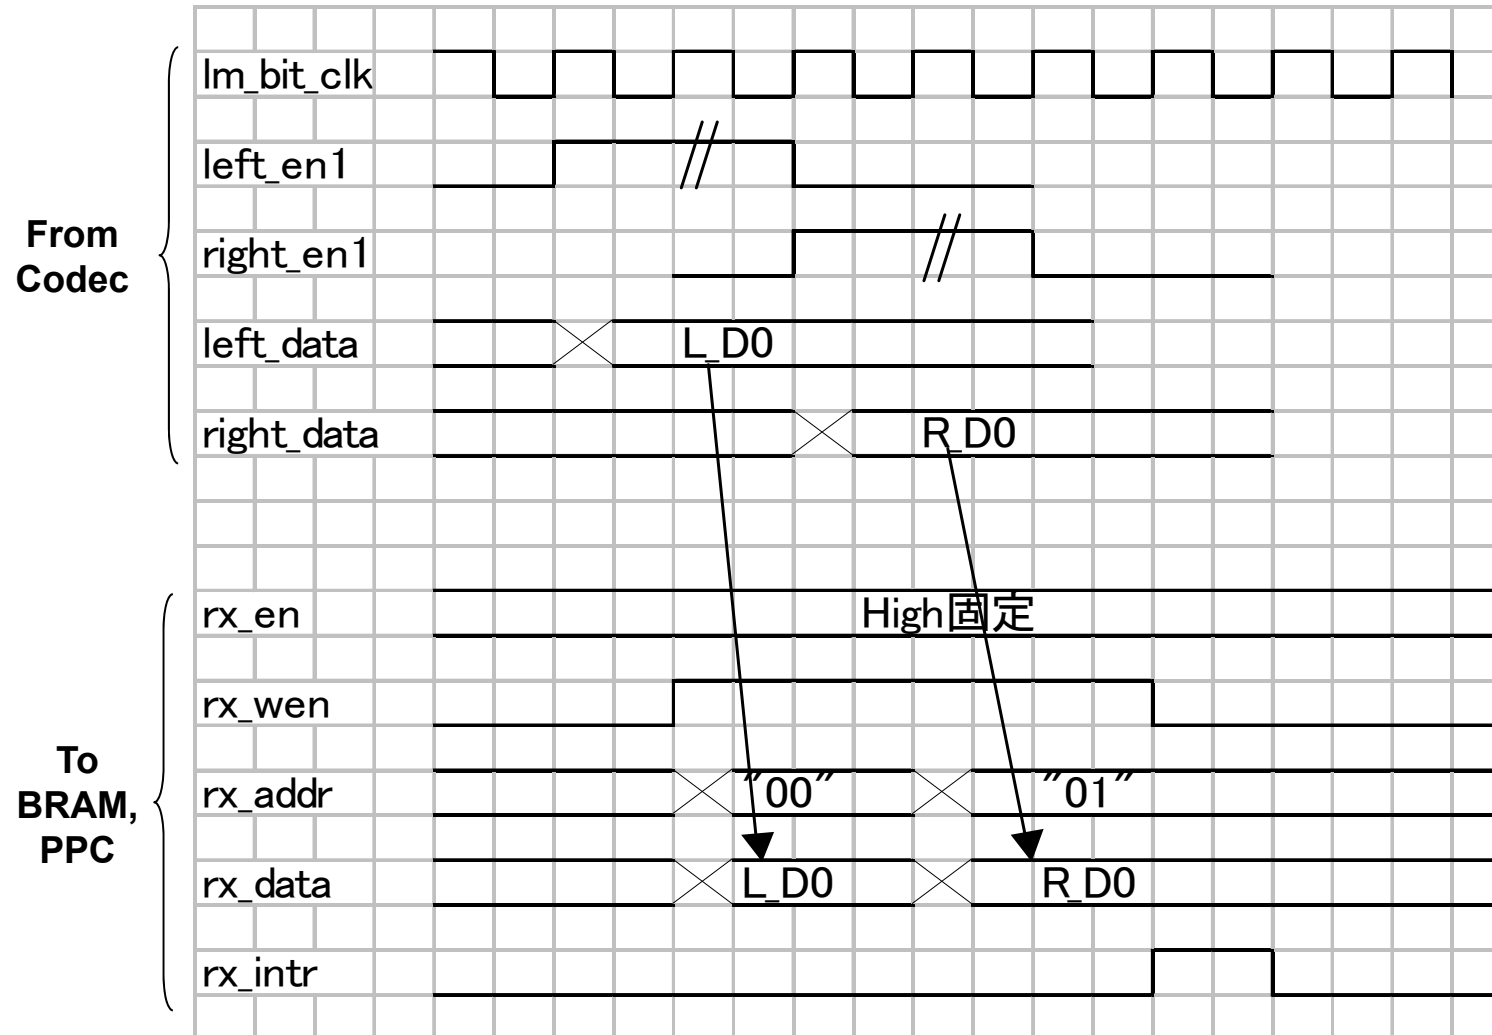 lm_bit_clk
left_en1
From
Codec
right_en1
left_data
L_D0
right_data
R_D0
rx_en
High固定
rx_wen
To
BRAM,
PPC
rx_addr
"00"
"01"
rx_data
L_D0
R_D0
rx_intr